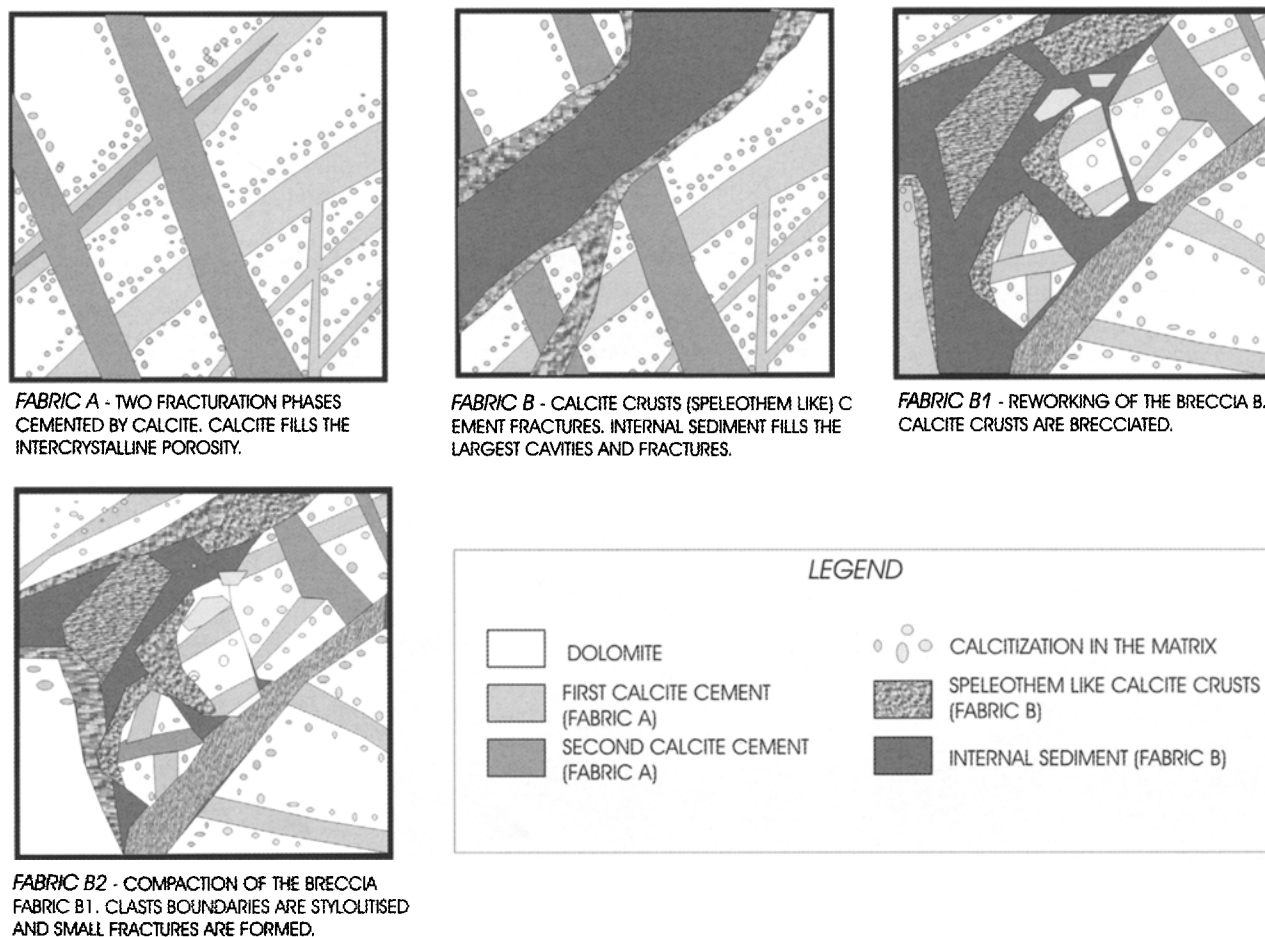 FABRIC A - TWO FRACTURATION PHASES
CEMENTED BY CALCITE. CALCITE FILLS THE
INTERCRYSTALLINE POROSITY.
FABRIC B - CALCITE CRUSTS (SPELEOTHEM LIKE) C
EMENT FRACTURES. INTERNAL SEDIMENT FILLS THE
LARGEST CAVITIES AND FRACTURES.
FABRIC B1 - REWORKING OF THE BRECCIA B.
CALCITE CRUSTS ARE BRECCIATED.
FABRIC B2 - COMPACTION OF THE BRECCIA
FABRIC B1. CLASTS BOUNDARIES ARE STYLOLITISED
AND SMALL FRACTURES ARE FORMED.
LEGEND
DOLOMITE
FIRST CALCITE CEMENT
(FABRIC A)
SECOND CALCITE CEMENT
(FABRIC A)
CALCITIZATION IN THE MATRIX
SPELEOTHEM LIKE CALCITE CRUSTS
(FABRIC B)
INTERNAL SEDIMENT (FABRIC B)